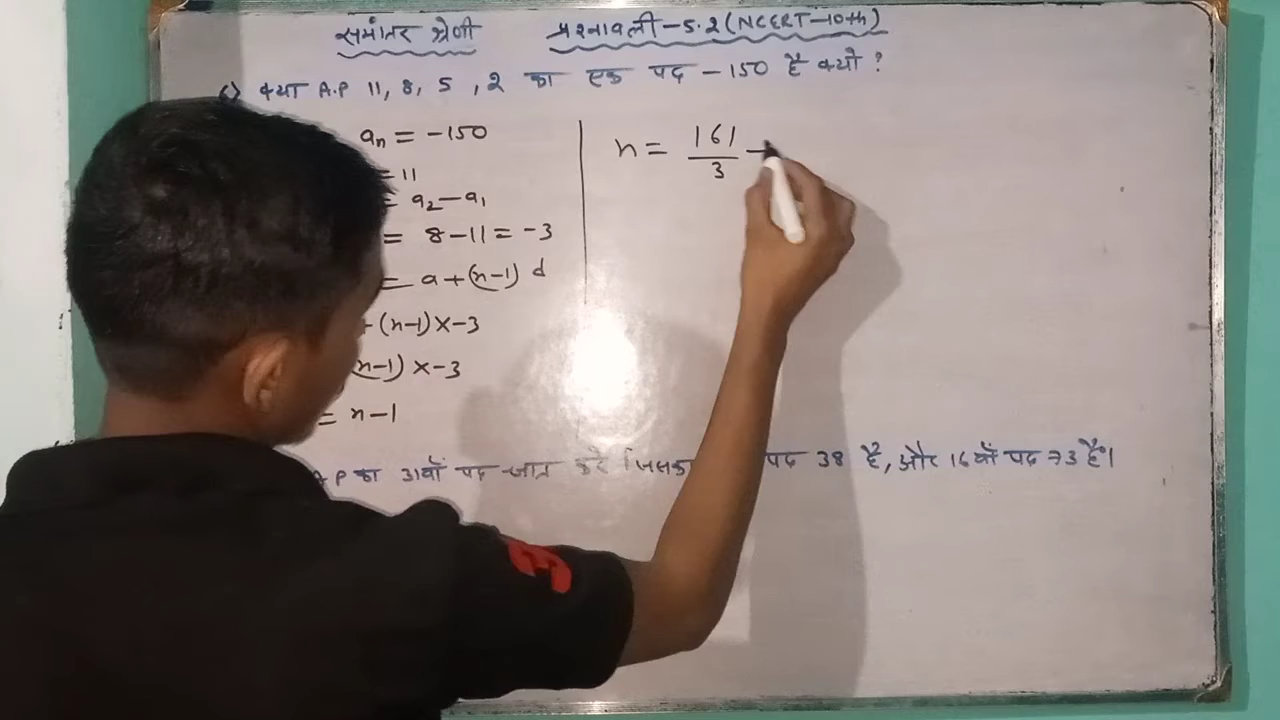 समांतर श्रेणी प्रश्नावली-5.2 (NCERT-10th)
क्या A.P 11, 8, 5, 2 का एक पद -150 है क्यों ?
an = -150
= 11
= a2 - a1
= 8-11 = -3
= a+(n-1) d
(n-1)x-3
n-1) x-3
= n-1
n = 161/3 -
P का 31वाँ पद ज्ञात करें जिसका पद 38 है, और 16 वाँ पद 73 है।